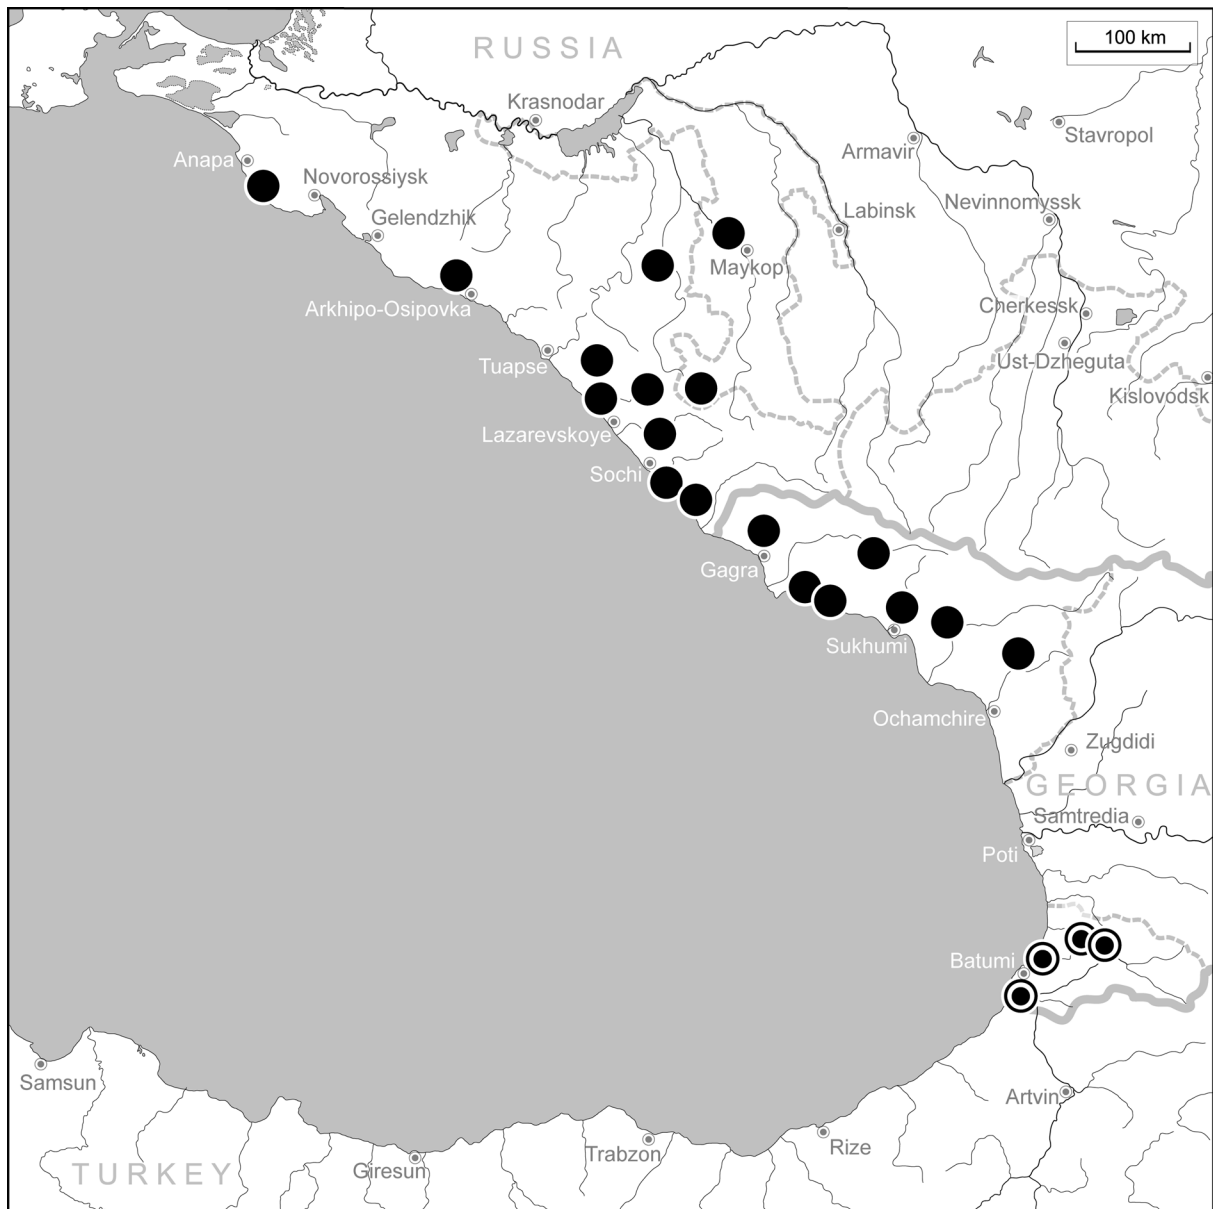 RUSSIA
100 km
Krasnodar
Stavropol
Armavir
Anapa
Novorossiysk
Nevinnomyssk
Labinsk
Gelendzhik
Maykop
Cherkessk
Arkhipo-Osipovka
Ust-Dzheguta
Tuapse
Kislovodsk
Lazarevskoye
Sochi
Gagra
Sukhumi
Ochamchire
Zugdidi
GEORGIA
Samtredia
Poti
Batumi
Samsun
Artvin
Rize
Trabzon
Giresun
TURKEY